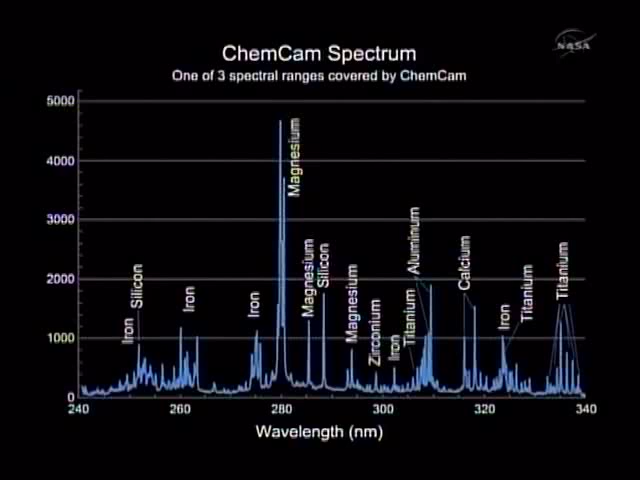 NASA
ChemCam Spectrum
One of 3 spectral ranges covered by ChemCam
5000
4000
3000
2000
1000
0
Iron
Silicon
Iron
Iron
Magnesium
Magnesium
Silicon
Magnesium
Zirconium
Iron
Titanium
Aluminum
Calcium
Iron
Titanium
Titanium
240
260
280
300
320
340
Wavelength (nm)